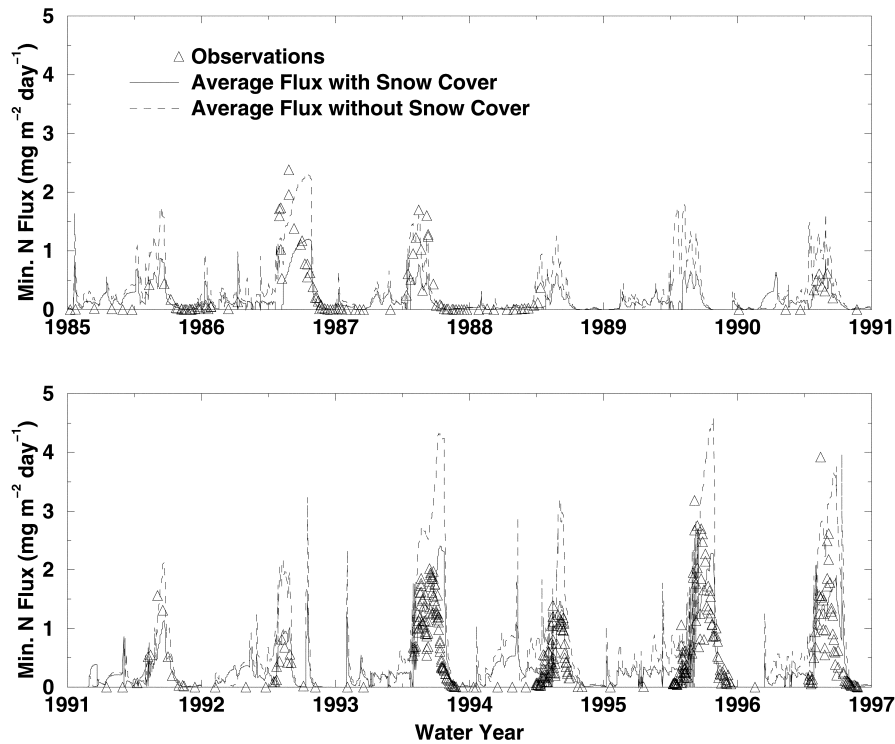 5
4
3
2
1
0
Min. N Flux (mg m⁻² day⁻¹)
Observations
Average Flux with Snow Cover
Average Flux without Snow Cover
1985 1986 1987 1988 1989 1990 1991
5
4
3
2
1
0
Min. N Flux (mg m⁻² day⁻¹)
1991 1992 1993 1994 1995 1996 1997
Water Year